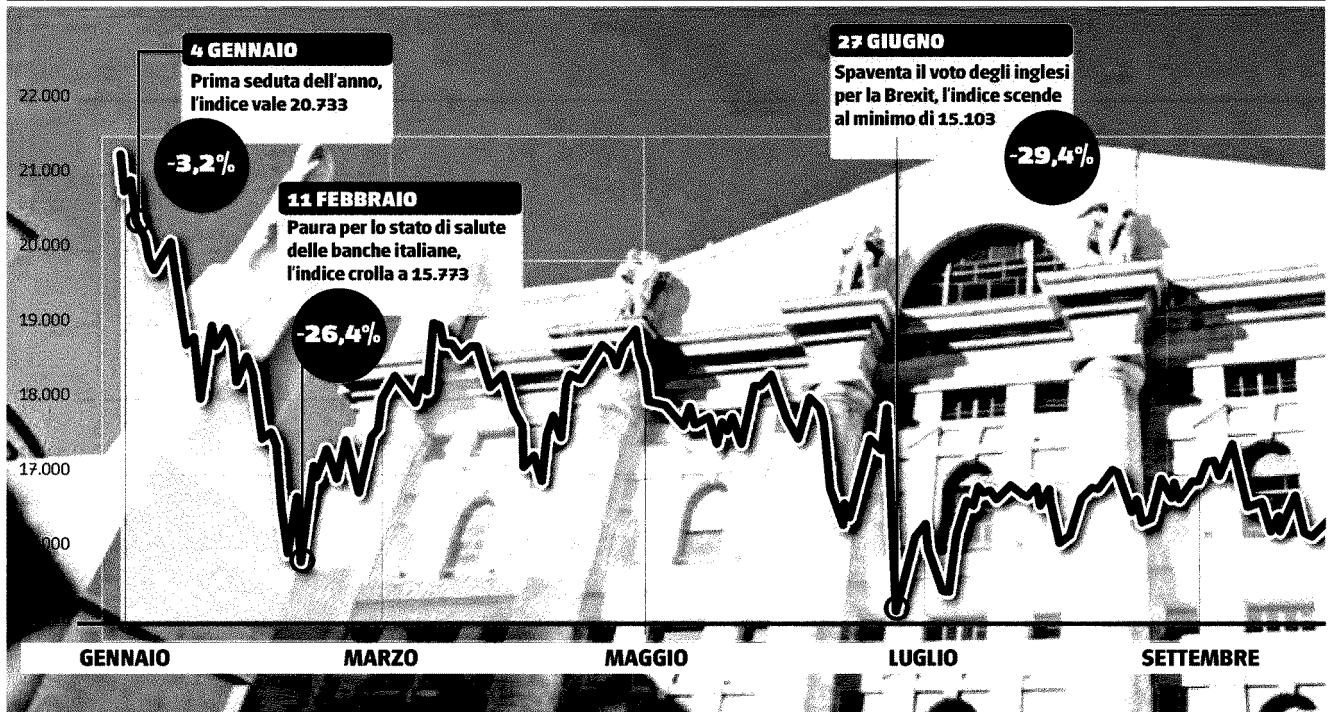 4 GENNAIO
Prima seduta dell'anno,
l'indice vale 20.733
-3,2%
11 FEBBRAIO
Paura per lo stato di salute
delle banche italiane,
l'indice crolla a 15.773
-26,4%
27 GIUGNO
Spaventa il voto degli inglesi
per la Brexit, l'indice scende
al minimo di 15.103
-29,4%
22.000
21.000
20.000
19.000
18.000
17.000
000
GENNAIO MARZO MAGGIO LUGLIO SETTEMBRE